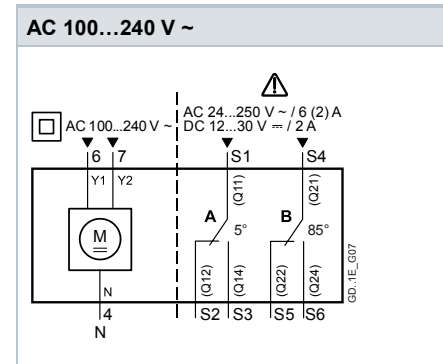 AC 100...240 V ~
AC 24...250 V ~ / 6 (2) A
AC 100...240 V ~ DC 12...30 V ⎓ / 2 A
6 7 S1 S4
Y1 Y2 (Q11) (Q21)
A B
M 5° 85°
(Q12) (Q14) (Q22) (Q24)
N
4 S2 S3 S5 S6
N
GD..1E_G07